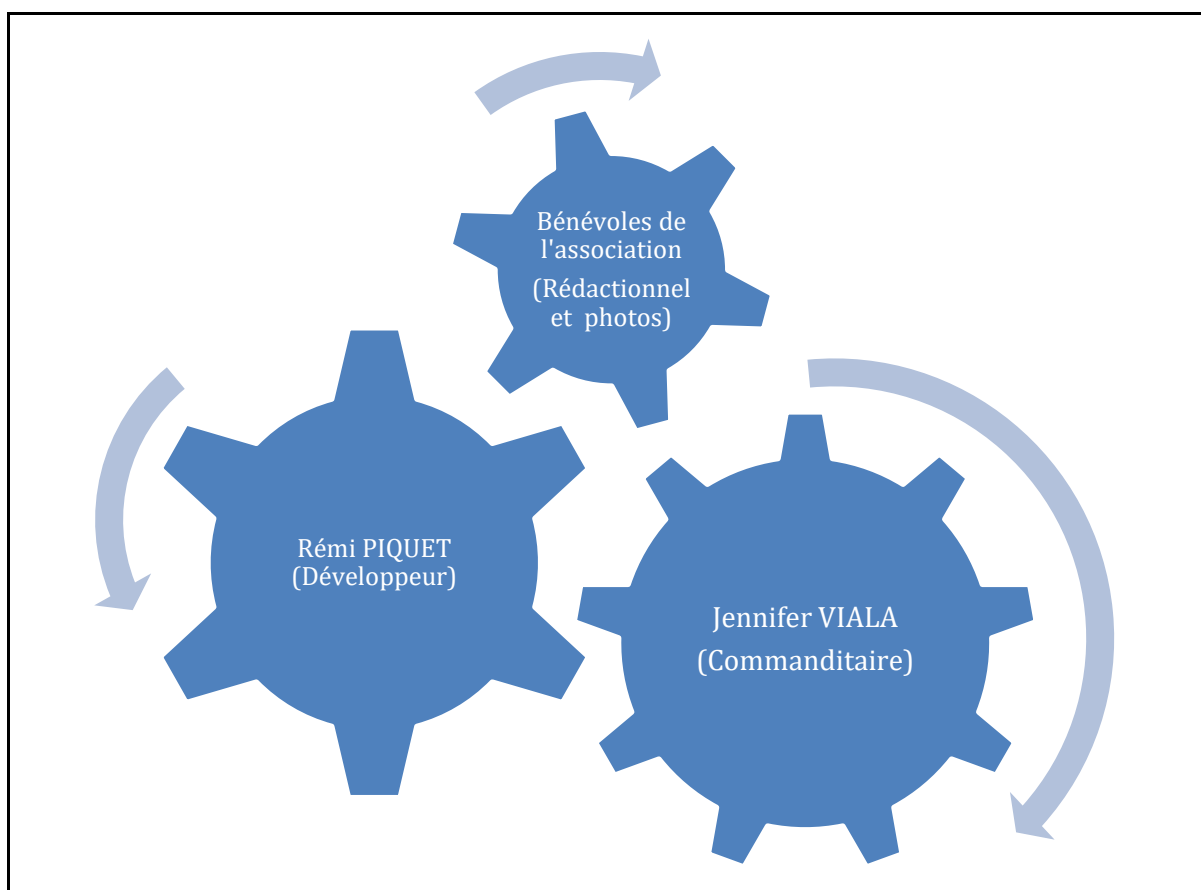 Bénévoles de
l'association
(Rédactionnel
et photos)
Rémi PIQUET
(Développeur)
Jennifer VIALA
(Commanditaire)